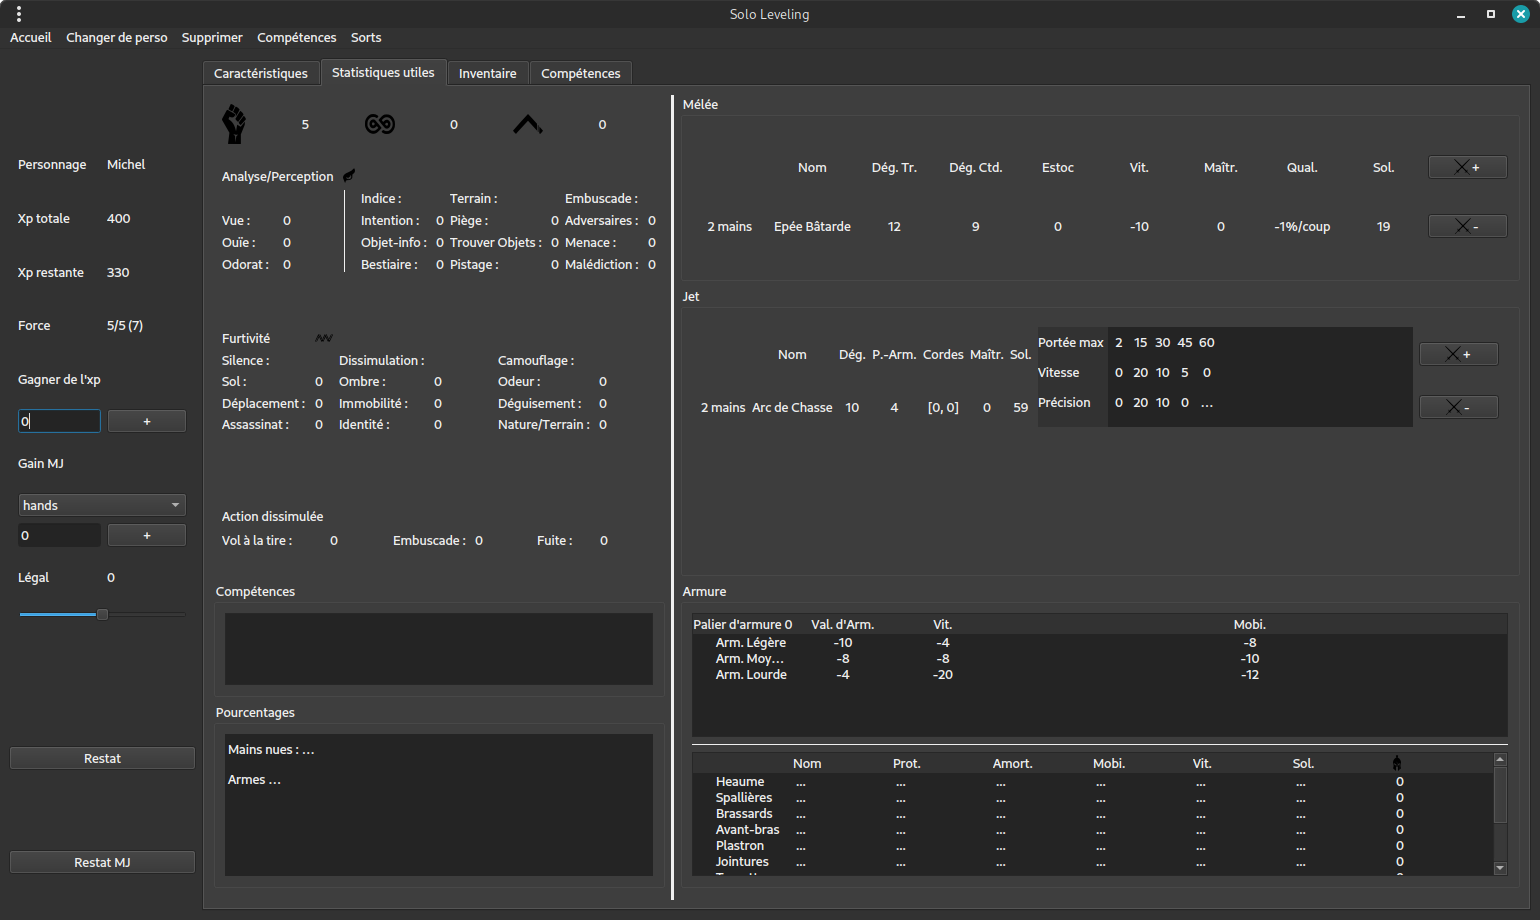 Solo Leveling
Accueil Changer de perso Supprimer Compétences Sorts
Caractéristiques Statistiques utiles Inventaire Compétences
Personnage Michel
Xp totale 400
Xp restante 330
Force 5/5 (7)
Gagner de l'xp
0 +
Gain MJ
hands
0 +
Légal 0
Restat
Restat MJ
5 0 0
Analyse/Perception
Indice : Terrain : Embuscade :
Vue : 0 Intention : 0 Piège : 0 Adversaires : 0
Ouïe : 0 Objet-info : 0 Trouver Objets : 0 Menace : 0
Odorat : 0 Bestiaire : 0 Pistage : 0 Malédiction : 0
Furtivité
Silence : Dissimulation : Camouflage :
Sol : 0 Ombre : 0 Odeur : 0
Déplacement : 0 Immobilité : 0 Déguisement : 0
Assassinat : 0 Identité : 0 Nature/Terrain : 0
Action dissimulée
Vol à la tire : 0 Embuscade : 0 Fuite : 0
Compétences
Pourcentages
Mains nues : ...
Armes ...
Mêlée
Nom Dég. Tr. Dég. Ctd. Estoc Vit. Maîtr. Qual. Sol. +
2 mains Epée Bâtarde 12 9 0 -10 0 -1%/coup 19 -
Jet
Nom Dég. P.-Arm. Cordes Maîtr. Sol. +
2 mains Arc de Chasse 10 4 [0, 0] 0 59 -
Portée max 2 15 30 45 60
Vitesse 0 20 10 5 0
Précision 0 20 10 0 ...
Armure
Palier d'armure 0 Val. d'Arm. Vit. Mobi.
Arm. Légère -10 -4 -8
Arm. Moy... -8 -8 -10
Arm. Lourde -4 -20 -12
Nom Prot. Amort. Mobi. Vit. Sol.
Heaume ... ... ... ... ... ... 0
Spallières ... ... ... ... ... ... 0
Brassards ... ... ... ... ... ... 0
Avant-bras ... ... ... ... ... ... 0
Plastron ... ... ... ... ... ... 0
Jointures ... ... ... ... ... ... 0